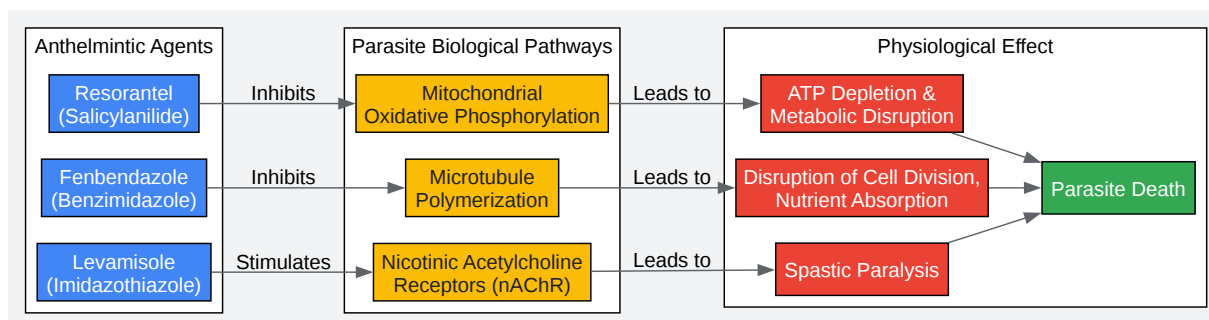 Anthelmintic Agents
Parasite Biological Pathways
Physiological Effect
Resorantel
(Salicylanilide)
Inhibits
Mitochondrial
Oxidative Phosphorylation
Leads to
ATP Depletion &
Metabolic Disruption
Fenbendazole
(Benzimidazole)
Inhibits
Microtubule
Polymerization
Leads to
Disruption of Cell Division,
Nutrient Absorption
Parasite Death
Levamisole
(Imidazothiazole)
Stimulates
Nicotinic Acetylcholine
Receptors (nAChR)
Leads to
Spastic Paralysis